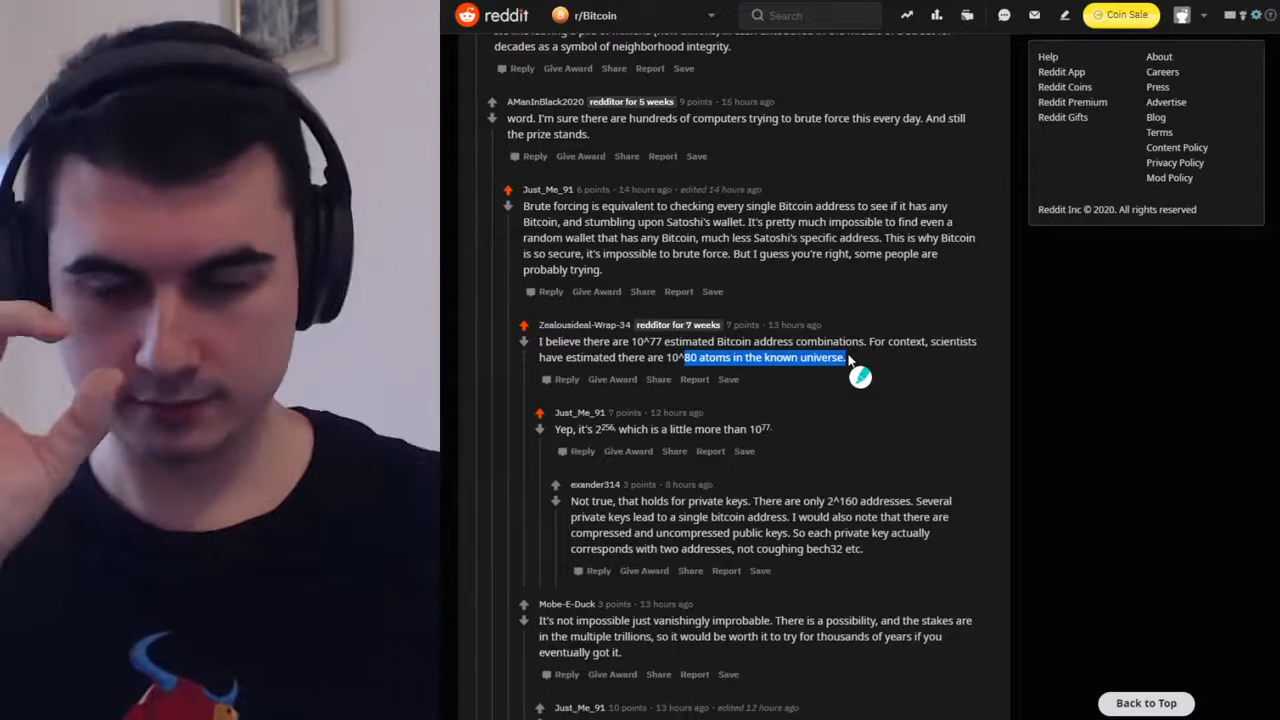 reddit
r/Bitcoin
Search
Coin Sale
decades as a symbol of neighborhood integrity.
Reply Give Award Share Report Save
AManInBlack2020 redditor for 5 weeks 9 points · 15 hours ago
word. I'm sure there are hundreds of computers trying to brute force this every day. And still
the prize stands.
Reply Give Award Share Report Save
Just_Me_91 6 points · 14 hours ago · edited 14 hours ago
Brute forcing is equivalent to checking every single Bitcoin address to see if it has any
Bitcoin, and stumbling upon Satoshi's wallet. It's pretty much impossible to find even a
random wallet that has any Bitcoin, much less Satoshi's specific address. This is why Bitcoin
is so secure, it's impossible to brute force. But I guess you're right, some people are
probably trying.
Reply Give Award Share Report Save
Zealousideal-Wrap-34 redditor for 7 weeks 7 points · 13 hours ago
I believe there are 10^77 estimated Bitcoin address combinations. For context, scientists
have estimated there are 10^80 atoms in the known universe.
Reply Give Award Share Report Save
Just_Me_91 7 points · 12 hours ago
Yep, it's 2^256, which is a little more than 10^77.
Reply Give Award Share Report Save
exander314 3 points · 8 hours ago
Not true, that holds for private keys. There are only 2^160 addresses. Several
private keys lead to a single bitcoin address. I would also note that there are
compressed and uncompressed public keys. So each private key actually
corresponds with two addresses, not coughing bech32 etc.
Reply Give Award Share Report Save
Mobe-E-Duck 3 points · 13 hours ago
It's not impossible just vanishingly improbable. There is a possibility, and the stakes are
in the multiple trillions, so it would be worth it to try for thousands of years if you
eventually got it.
Reply Give Award Share Report Save
Just_Me_91 10 points · 13 hours ago · edited 12 hours ago
Help About
Reddit App Careers
Reddit Coins Press
Reddit Premium Advertise
Reddit Gifts Blog
Terms
Content Policy
Privacy Policy
Mod Policy
Reddit Inc © 2020. All rights reserved
Back to Top